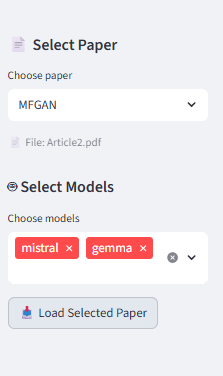 Select Paper
Choose paper
MFGAN
File: Article2.pdf
Select Models
Choose models
mistral × gemma ×
Load Selected Paper